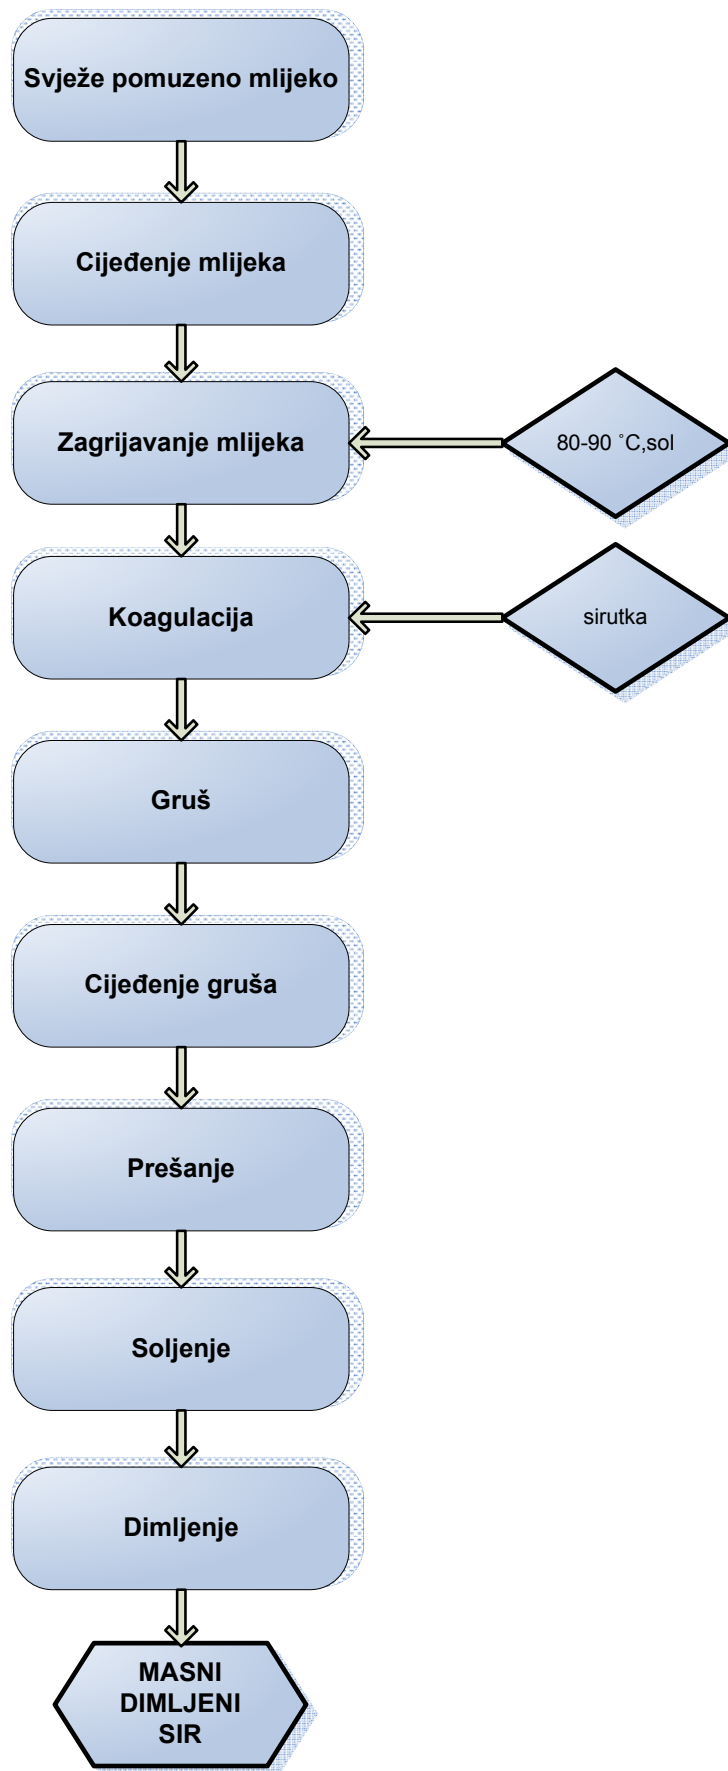 Svježe pomuzeno mlijeko
Cijeđenje mlijeka
Zagrijavanje mlijeka
80-90 ˚C,sol
Koagulacija
sirutka
Gruš
Cijeđenje gruša
Prešanje
Soljenje
Dimljenje
MASNI
DIMLJENI
SIR